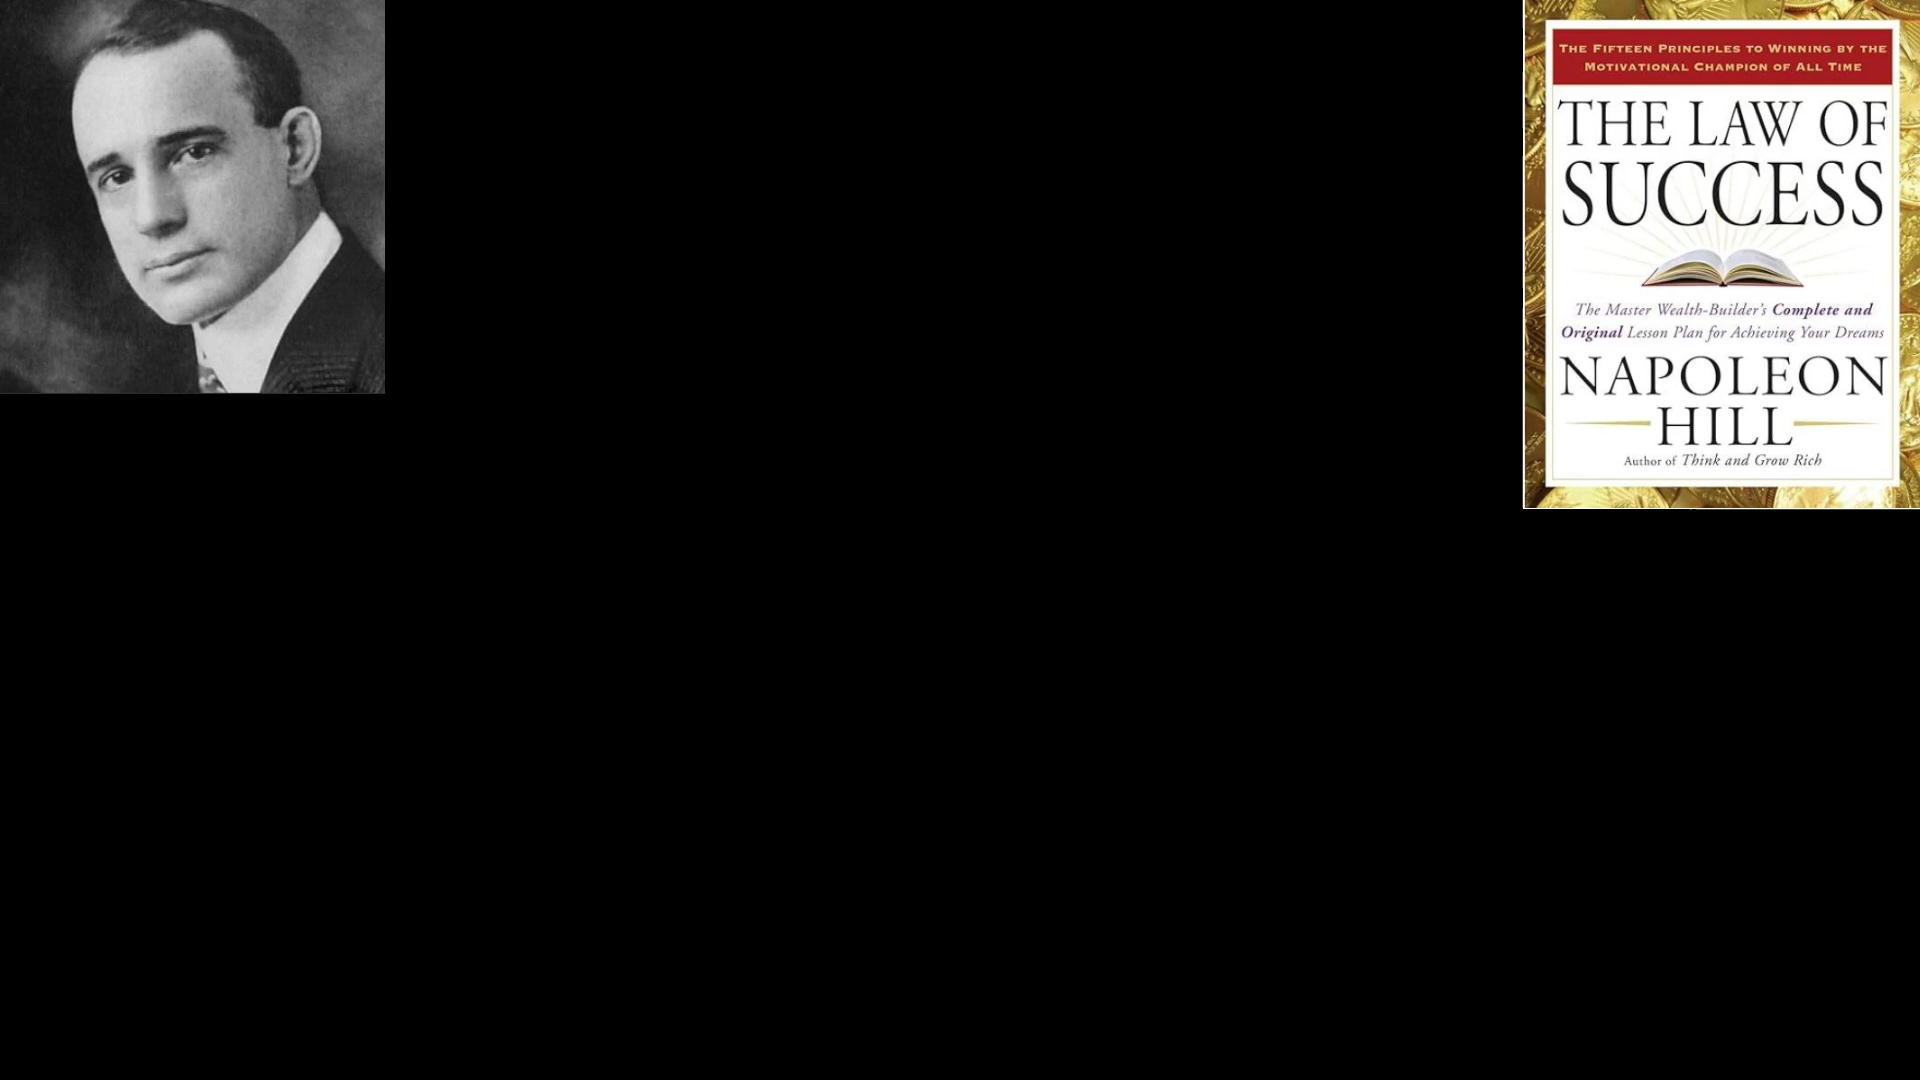 THE FIFTEEN PRINCIPLES TO WINNING BY THE
MOTIVATIONAL CHAMPION OF ALL TIME
THE LAW OF
SUCCESS
The Master Wealth-Builder's Complete and
Original Lesson Plan for Achieving Your Dreams
NAPOLEON
HILL
Author of Think and Grow Rich